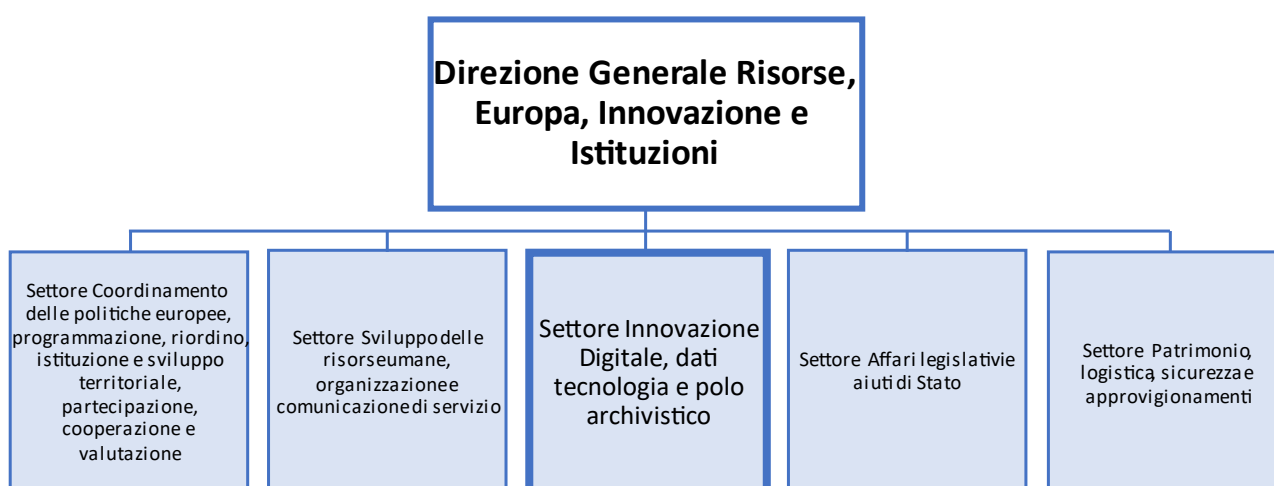 Direzione Generale Risorse,
Europa, Innovazione e
Istituzioni
Settore Coordinamento
delle politiche europee,
programmazione, riordino,
istituzione e sviluppo
territoriale,
partecipazione,
cooperazione e
valutazione
Settore Sviluppo delle
risorse umane,
organizzazione e
comunicazione di servizio
Settore Innovazione
Digitale, dati
tecnologia e polo
archivistico
Settore Affari legislativi e
aiuti di Stato
Settore Patrimonio,
logistica, sicurezza e
approvigionamenti